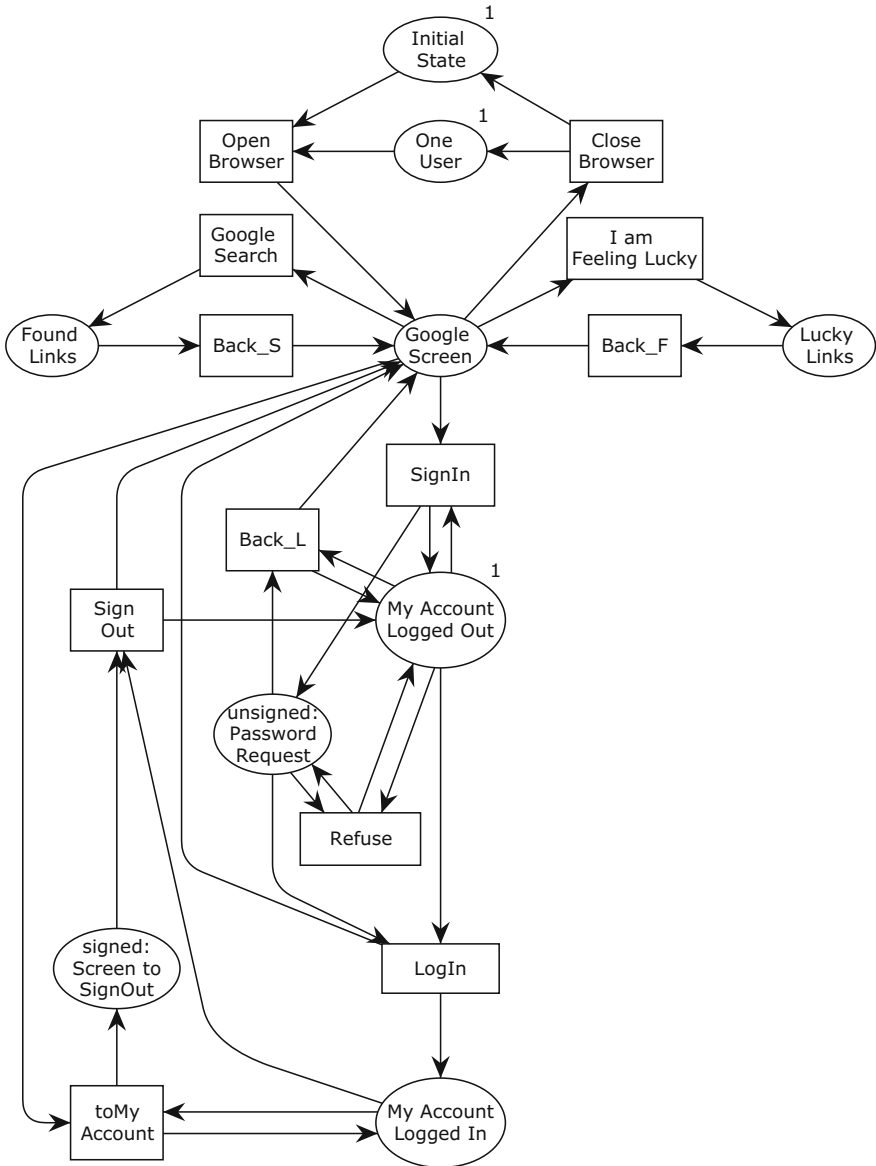 1
Initial
State
1
Open
Browser
One
User
Close
Browser
Google
Search
I am
Feeling Lucky
Found
Links
Back_S
Google
Screen
Back_F
Lucky
Links
SignIn
Back_L
1
Sign
Out
My Account
Logged Out
unsigned:
Password
Request
Refuse
signed:
Screen to
SignOut
LogIn
toMy
Account
My Account
Logged In